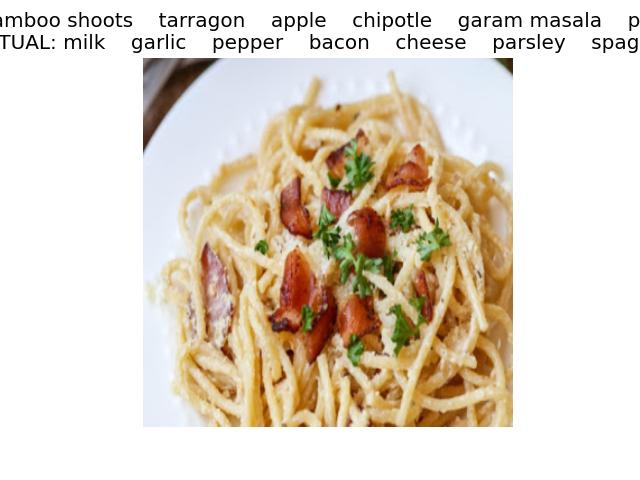 amboo shoots tarragon apple chipotle garam masala p
TUAL: milk garlic pepper bacon cheese parsley spag